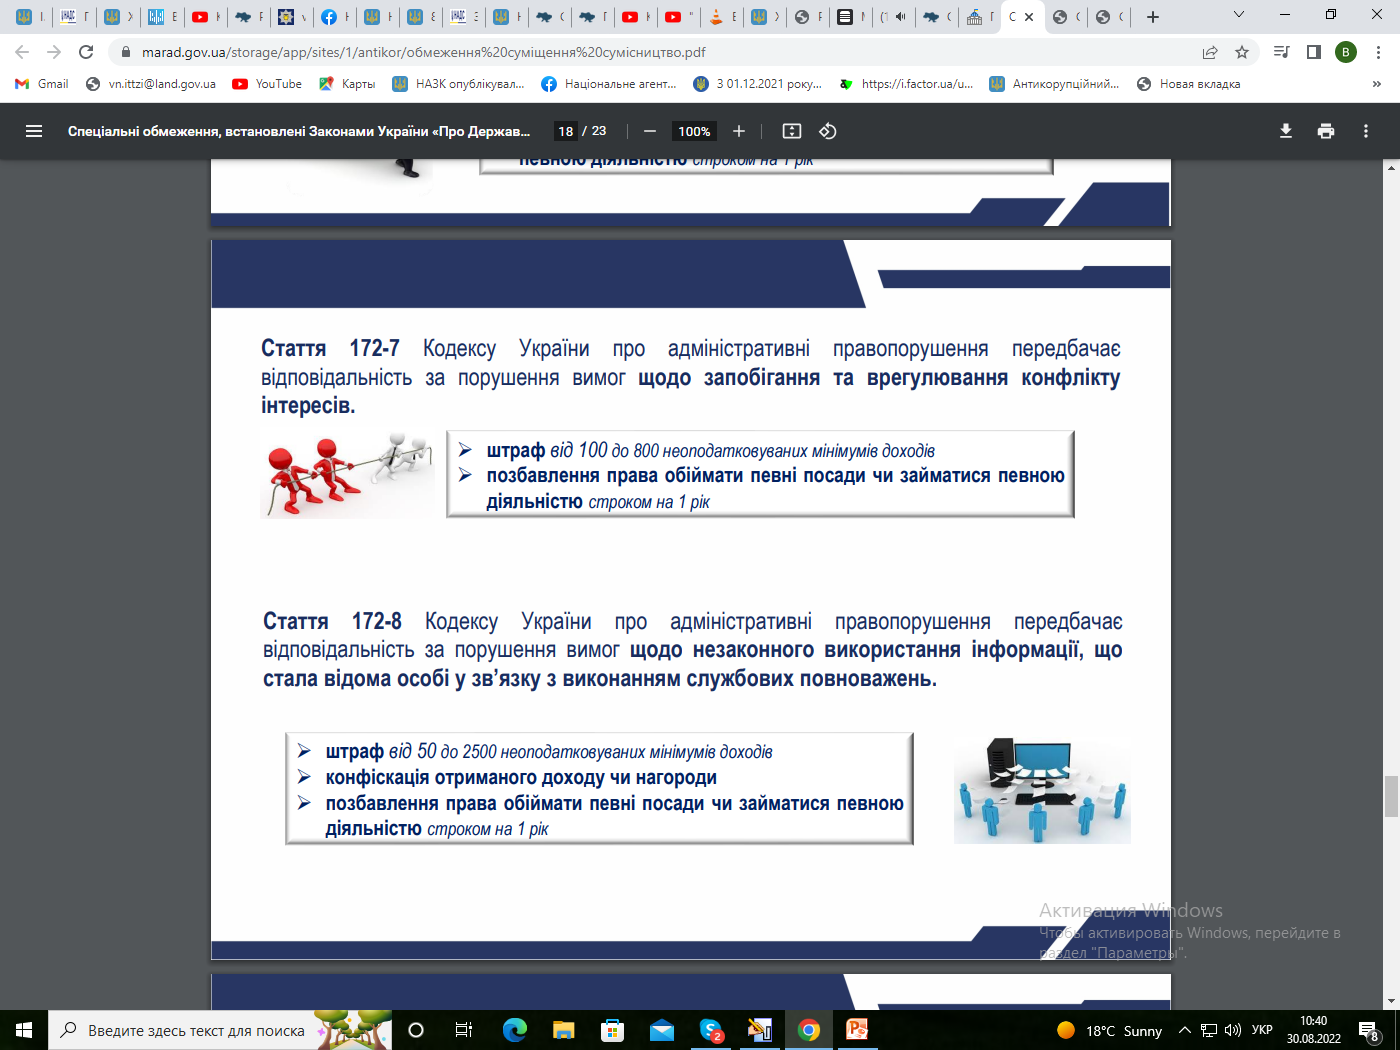 marad.gov.ua/storage/app/sites/1/antikor/обмеження%20суміщення%20сумісництво.pdf
В
Gmail
vn.ittzi@land.gov.ua
YouTube
Карты
НАЗК опублікувал...
Національне агент...
З 01.12.2021 року...
https://i.factor.ua/u...
Антикорупційний...
Новая вкладка
»
Спеціальні обмеження, встановлені Законами України «Про Держав...
18 / 23
100%
певною діяльністю строком на 1 рік
Стаття 172-7 Кодексу України про адміністративні правопорушення передбачає
відповідальність за порушення вимог щодо запобігання та врегулювання конфлікту
інтересів.
штраф від 100 до 800 неоподатковуваних мінімумів доходів
позбавлення права обіймати певні посади чи займатися певною
діяльністю строком на 1 рік
Стаття 172-8 Кодексу України про адміністративні правопорушення передбачає
відповідальність за порушення вимог щодо незаконного використання інформації, що
стала відома особі у зв’язку з виконанням службових повноважень.
штраф від 50 до 2500 неоподатковуваних мінімумів доходів
конфіскація отриманого доходу чи нагороди
позбавлення права обіймати певні посади чи займатися певною
діяльністю строком на 1 рік
Активация Windows
Чтобы активировать Windows, перейдите в
раздел "Параметры".
Введите здесь текст для поиска
2
18°C Sunny
УКР
10:40
30.08.2022
8